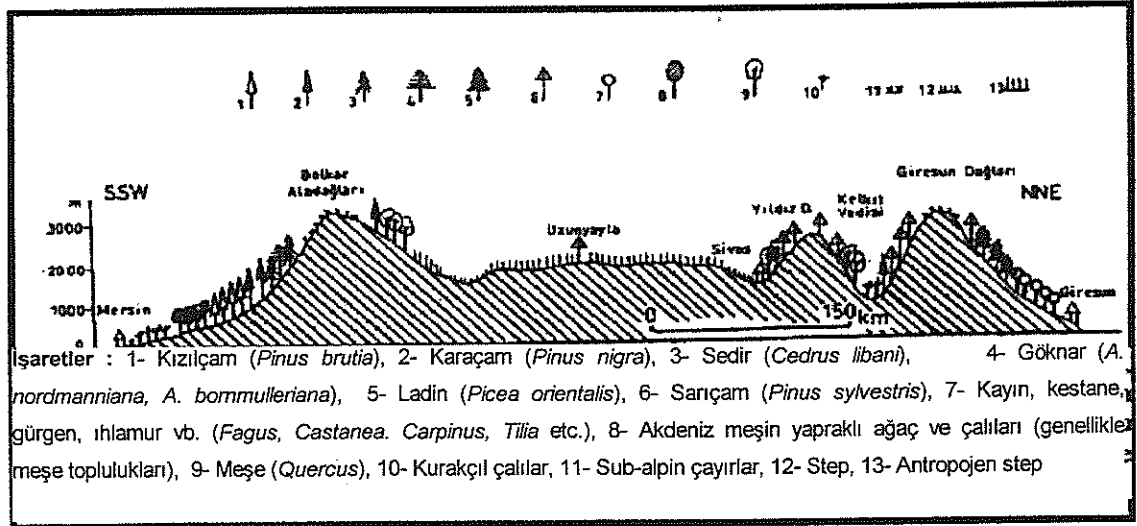 1 2 3 4 5 6 7 8 9 10 11 12 13
SSW
Bolkar
Aladağları
Giresun Dağları
NNE
m
3000
Yıldız D.
Kelkit
Vadisi
Uzunyayla
Sivas
2000
1000
Mersin
0
0 150 km
Giresun
İşaretler : 1- Kızılçam (Pinus brutia), 2- Karaçam (Pinus nigra), 3- Sedir (Cedrus libani), 4- Göknar (A.
nordmanniana, A. bornmulleriana), 5- Ladin (Picea orientalis), 6- Sarıçam (Pinus sylvestris), 7- Kayın, kestane,
gürgen, ıhlamur vb. (Fagus, Castanea. Carpinus, Tilia etc.), 8- Akdeniz meşin yapraklı ağaç ve çalıları (genellikle
meşe toplulukları), 9- Meşe (Quercus), 10- Kurakçıl çalılar, 11- Sub-alpin çayırlar, 12- Step, 13- Antropojen step